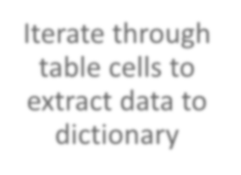 Iterate through
table cells to
extract data to
dictionary